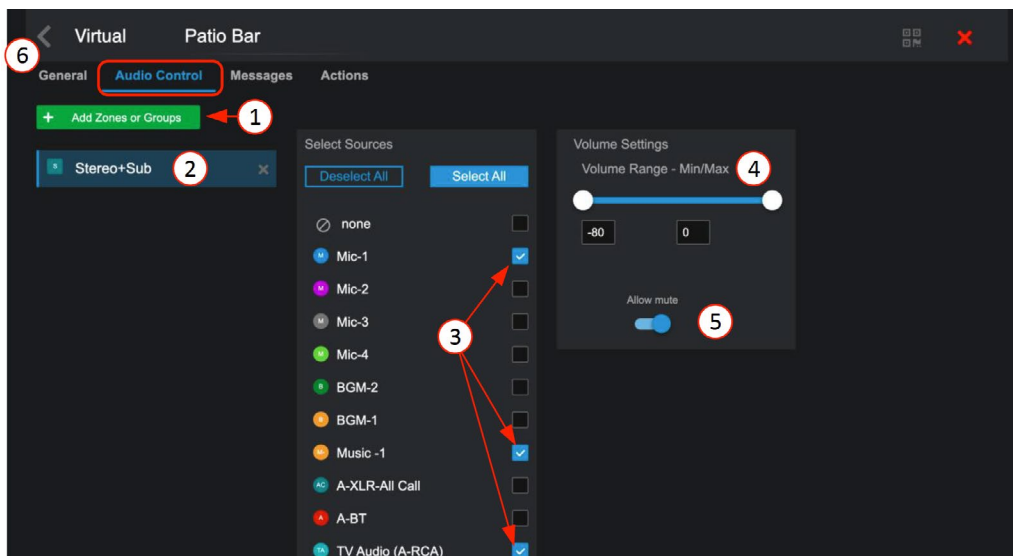 Virtual Patio Bar
6
General Audio Control Messages Actions
+ Add Zones or Groups 1
B Stereo+Sub 2
Select Sources
Deselect All Select All
none
M Mic-1
M Mic-2
M Mic-3
M Mic-4
3
B BGM-2
B BGM-1
M- Music -1
AC A-XLR-All Call
A A-BT
TA TV Audio (A-RCA)
Volume Settings
Volume Range - Min/Max 4
-80 0
Allow mute
5